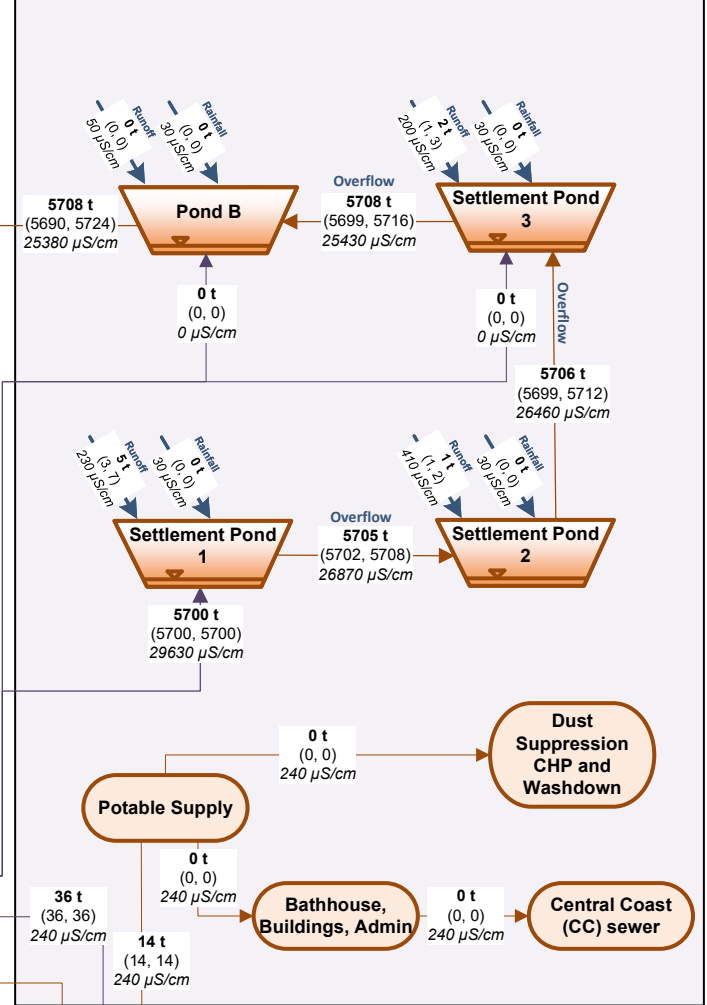 Runoff
0 t
(0, 0)
50 µS/cm
Rainfall
0 t
(0, 0)
30 µS/cm
Runoff
2 t
(1, 3)
200 µS/cm
Rainfall
0 t
(0, 0)
30 µS/cm
5708 t
(5690, 5724)
25380 µS/cm
Pond B
Overflow
5708 t
(5699, 5716)
25430 µS/cm
Settlement Pond
3
0 t
(0, 0)
0 µS/cm
0 t
(0, 0)
0 µS/cm
Overflow
5706 t
(5699, 5712)
26460 µS/cm
Runoff
5 t
(3, 7)
230 µS/cm
Rainfall
0 t
(0, 0)
30 µS/cm
Runoff
1 t
(1, 2)
410 µS/cm
Rainfall
0 t
(0, 0)
30 µS/cm
Settlement Pond
1
Overflow
5705 t
(5702, 5708)
26870 µS/cm
Settlement Pond
2
5700 t
(5700, 5700)
29630 µS/cm
0 t
(0, 0)
240 µS/cm
Dust
Suppression
CHP and
Washdown
Potable Supply
0 t
(0, 0)
240 µS/cm
Bathhouse,
Buildings, Admin
0 t
(0, 0)
240 µS/cm
Central Coast
(CC) sewer
36 t
(36, 36)
240 µS/cm
14 t
(14, 14)
240 µS/cm